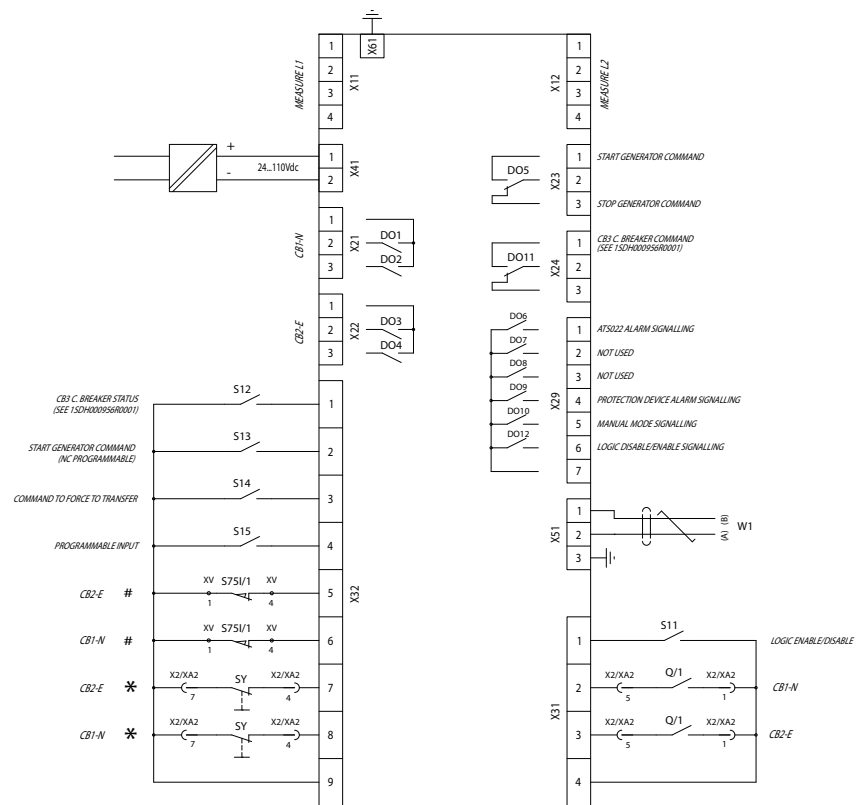 X61
MEASURE L1
1
2
3
4
X11
X12
1
2
3
4
MEASURE L2
+
-
24...110Vdc
1
2
X41
DO5
X23
1
2
3
START GENERATOR COMMAND
STOP GENERATOR COMMAND
CB1-N
1
2
3
X21
DO1
DO2
DO11
X24
1
2
3
CB3 C. BREAKER COMMAND
(SEE 1SDH000956R0001)
CB2-E
1
2
3
X22
DO3
DO4
DO6
DO7
DO8
DO9
DO10
DO12
X29
1
2
3
4
5
6
7
ATS022 ALARM SIGNALLING
NOT USED
NOT USED
PROTECTION DEVICE ALARM SIGNALLING
MANUAL MODE SIGNALLING
LOGIC DISABLE/ENABLE SIGNALLING
X51
1
2
3
(A) (B)
W1
CB3 C. BREAKER STATUS
(SEE 1SDH000956R0001)
S12
1
START GENERATOR COMMAND
(NC PROGRAMMABLE)
S13
2
COMMAND TO FORCE TO TRANSFER
S14
3
PROGRAMMABLE INPUT
S15
4
X32
CB2-E # XV 1 S75I/1 XV 4
5
CB1-N # XV 1 S75I/1 XV 4
6
CB2-E * X2/XA2 7 SY X2/XA2 4
7
CB1-N * X2/XA2 7 SY X2/XA2 4
8
9
X31
1
S11
LOGIC ENABLE/DISABLE
2
X2/XA2 5 Q/1 X2/XA2 1
CB1-N
3
X2/XA2 5 Q/1 X2/XA2 1
CB2-E
4